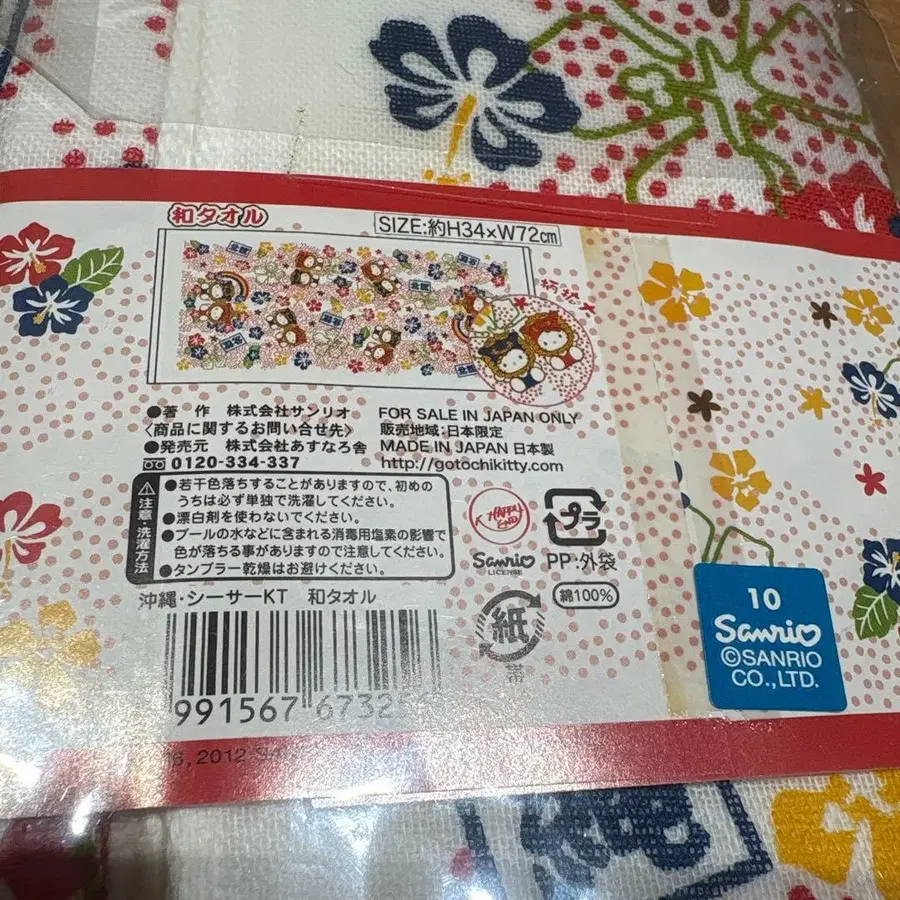 和タオル
SIZE:約H34×W72cm
●著 作 株式会社サンリオ
〈商品に関するお問い合せ先〉
●発売元 株式会社あすなろ舎
0120-334-337
FOR SALE IN JAPAN ONLY
販売地域:日本限定
MADE IN JAPAN 日本製
http://gotochikitty.com
注意・洗濯方法
●若干色落ちすることがありますので、初めの
うちは必ず単独で洗濯してください。
●漂白剤を使わないでください。
●プールの水などに含まれる消毒用塩素の影響で
色が落ちる事がありますので注意してください。
●タンブラー乾燥はお避けください。
HAPPY END
Sanrio
LICENSE
プラ
PP:外袋
綿100%
紙
帯
沖縄・シーサーKT 和タオル
991567 6732
6, 2012
10
Sanrio
©SANRIO
CO.,LTD.